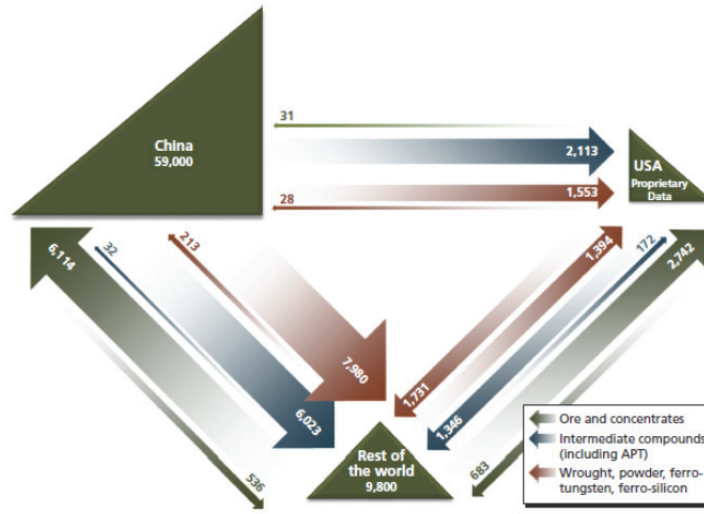 31
China
59,000
2,113
USA
Proprietary
Data
28
1,553
6,114
32
213
1,394
172
2,742
7,980
6,023
1,731
1,346
Rest of
the world
9,800
536
683
Ore and concentrates
Intermediate compounds
(including APT)
Wrought, powder, ferro-
tungsten, ferro-silicon